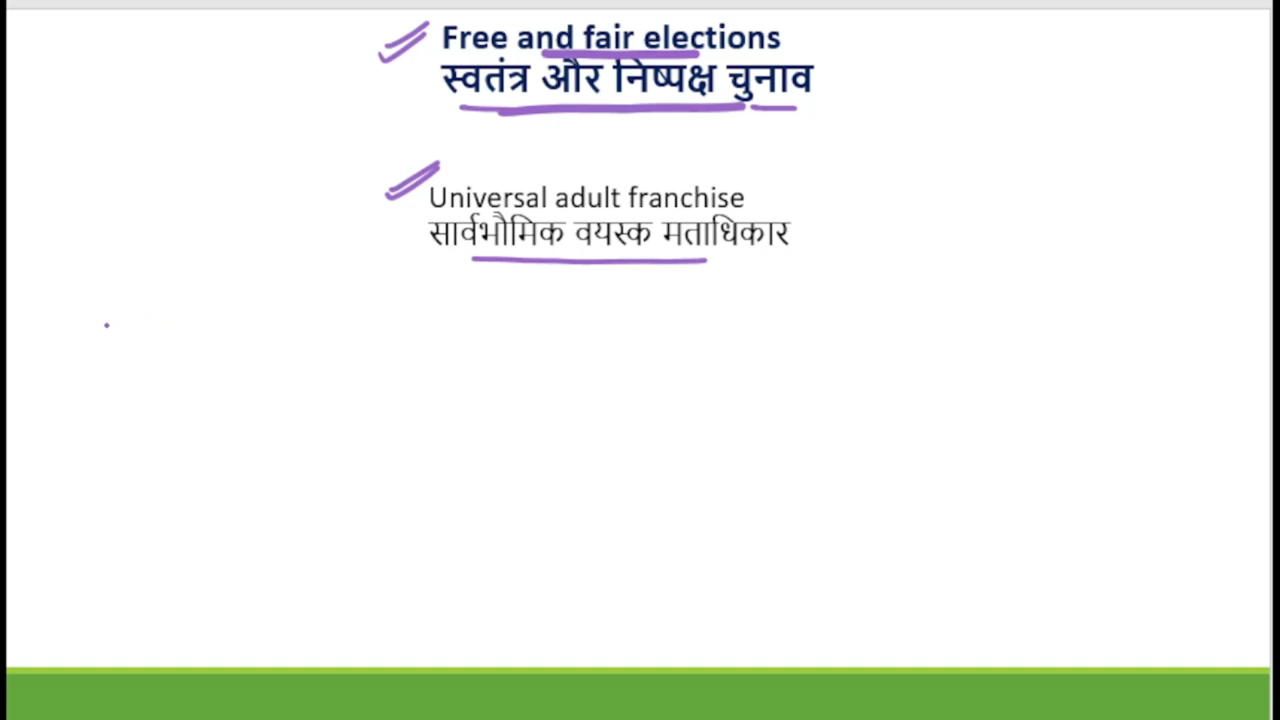 Free and fair elections
स्वतंत्र और निष्पक्ष चुनाव
Universal adult franchise
सार्वभौमिक वयस्क मताधिकार